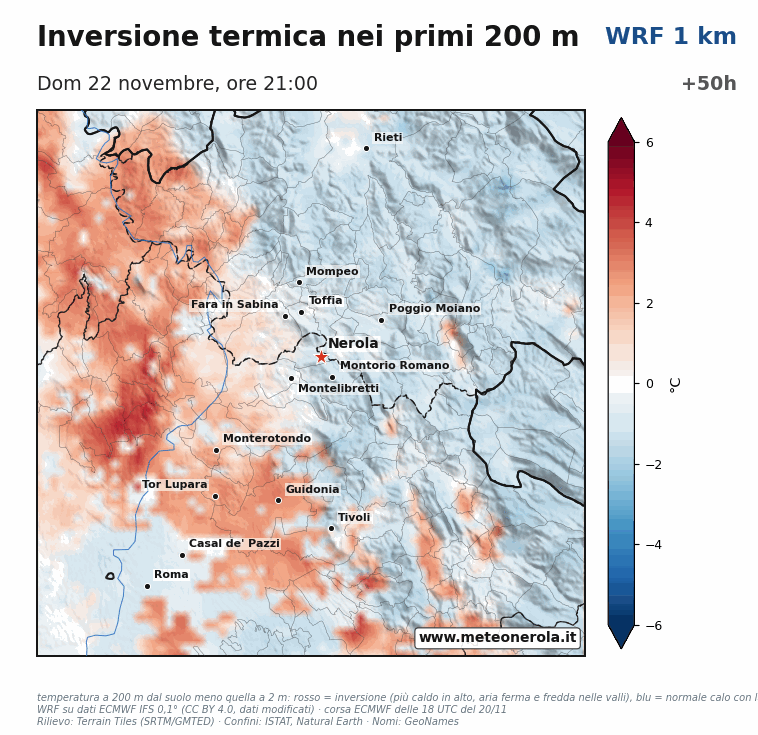 Inversione termica nei primi 200 m
WRF 1 km
Dom 22 novembre, ore 21:00
+50h
Rieti
Mompeo
Toffia
Fara in Sabina
Poggio Moiano
Nerola
Montorio Romano
Montelibretti
Monterotondo
Tor Lupara
Guidonia
Tivoli
Casal de' Pazzi
Roma
6
4
2
0
−2
−4
−6
°C
www.meteonerola.it
temperatura a 200 m dal suolo meno quella a 2 m: rosso = inversione (più caldo in alto, aria ferma e fredda nelle valli), blu = normale calo con l
WRF su dati ECMWF IFS 0,1° (CC BY 4.0, dati modificati) · corsa ECMWF delle 18 UTC del 20/11
Rilievo: Terrain Tiles (SRTM/GMTED) · Confini: ISTAT, Natural Earth · Nomi: GeoNames